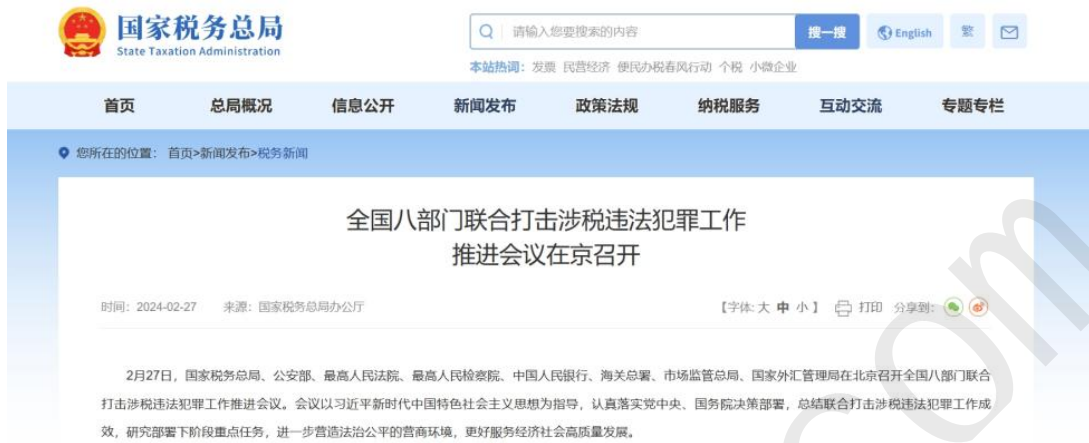 国家税务总局
State Taxation Administration
请输入您要搜索的内容
搜一搜
English
繁
本站热词：发票 民营经济 便民办税春风行动 个税 小微企业
首页 总局概况 信息公开 新闻发布 政策法规 纳税服务 互动交流 专题专栏
您所在的位置： 首页>新闻发布>税务新闻
全国八部门联合打击涉税违法犯罪工作
推进会议在京召开
时间：2024-02-27 来源：国家税务总局办公厅 【字体:大 中 小 】 打印 分享到:
2月27日，国家税务总局、公安部、最高人民法院、最高人民检察院、中国人民银行、海关总署、市场监管总局、国家外汇管理局在北京召开全国八部门联合
打击涉税违法犯罪工作推进会议。会议以习近平新时代中国特色社会主义思想为指导，认真落实党中央、国务院决策部署，总结联合打击涉税违法犯罪工作成
效，研究部署下阶段重点任务，进一步营造法治公平的营商环境，更好服务经济社会高质量发展。
.com